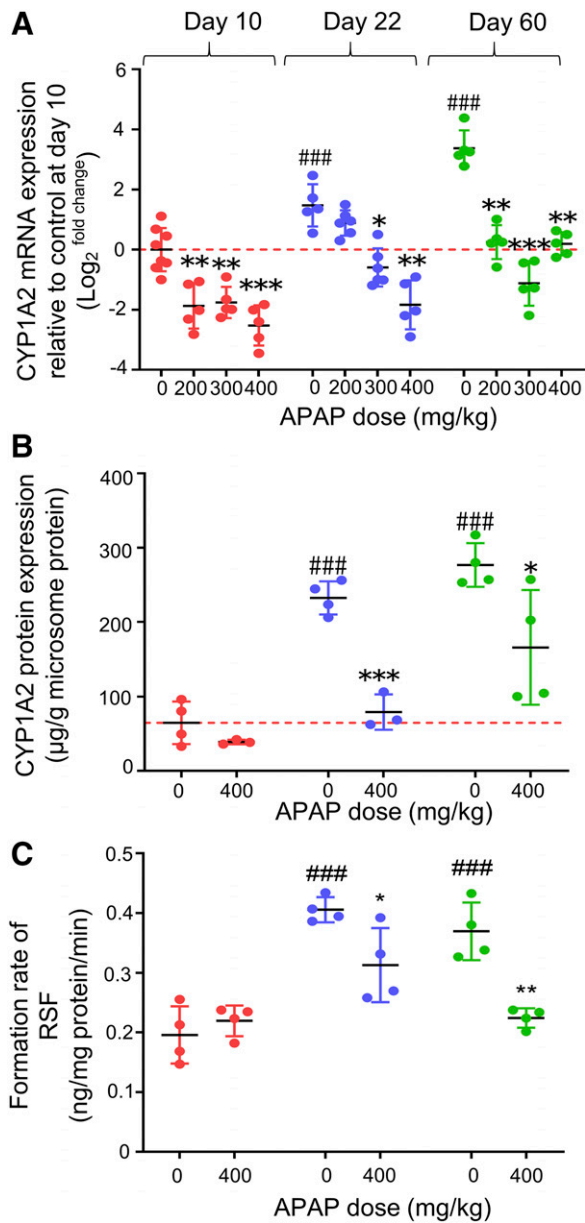 A
Day 10 Day 22 Day 60
CYP1A2 mRNA expression
relative to control at day 10
(Log2 fold change)
6
4
2
0
-2
-4
** ** ***
###
* **
###
** *** **
0 200 300 400 0 200 300 400 0 200 300 400
APAP dose (mg/kg)
B
CYP1A2 protein expression
(µg/g microsome protein)
400
300
200
100
0
###
***
###
*
0 400 0 400 0 400
APAP dose (mg/kg)
C
Formation rate of
RSF
(ng/mg protein/min)
0.5
0.4
0.3
0.2
0.1
0
###
*
###
**
0 400 0 400 0 400
APAP dose (mg/kg)